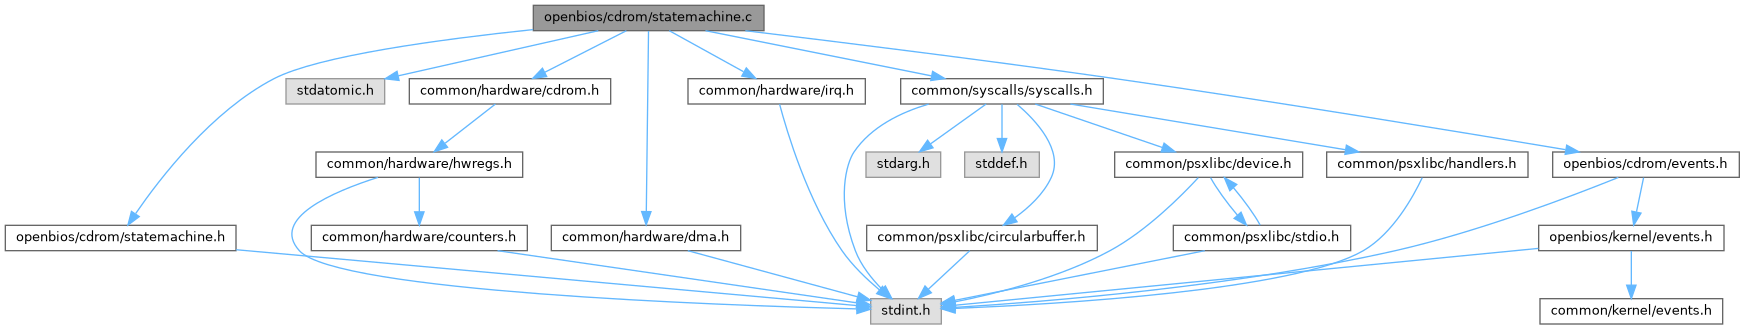 openbios/cdrom/statemachine.c
stdatomic.h
common/hardware/cdrom.h
common/hardware/irq.h
common/syscalls/syscalls.h
common/hardware/hwregs.h
stdarg.h
stddef.h
common/psxlibc/device.h
common/psxlibc/handlers.h
openbios/cdrom/events.h
openbios/cdrom/statemachine.h
common/hardware/counters.h
common/hardware/dma.h
common/psxlibc/circularbuffer.h
common/psxlibc/stdio.h
openbios/kernel/events.h
stdint.h
common/kernel/events.h